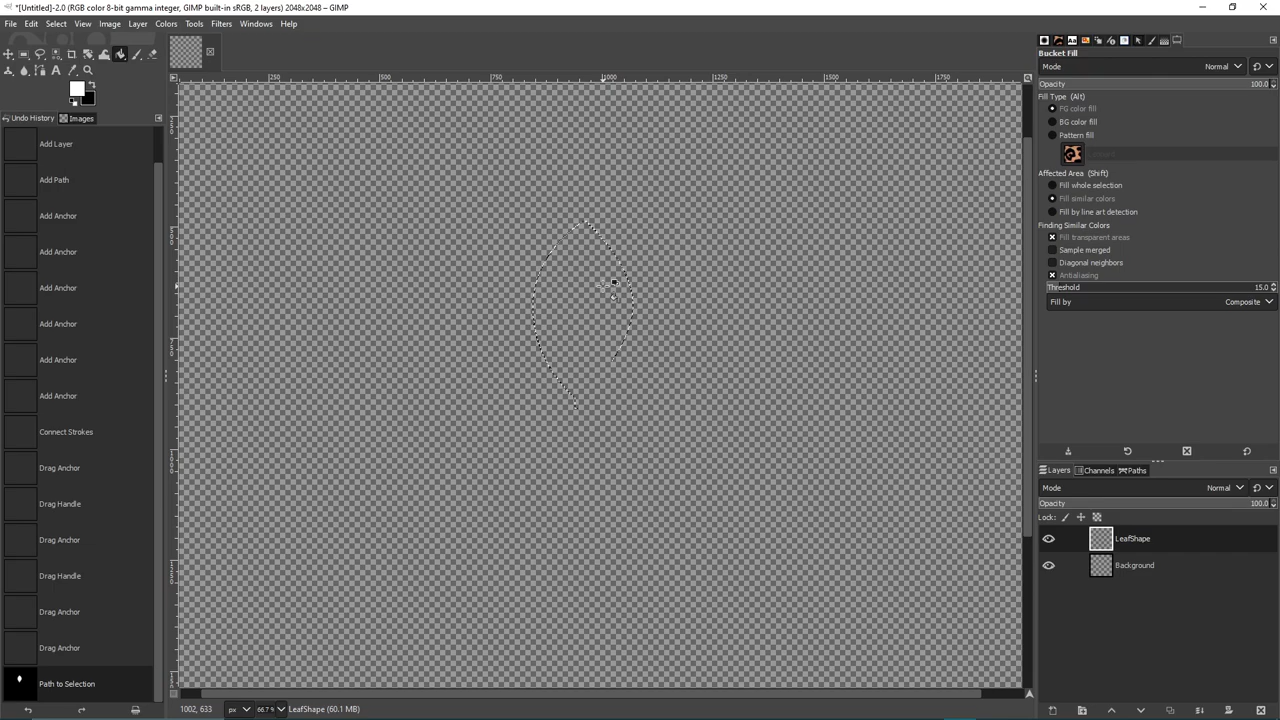 *[Untitled]-2.0 (RGB color 8-bit gamma integer, GIMP built-in sRGB, 2 layers) 2048x2048 – GIMP
File Edit Select View Image Layer Colors Tools Filters Windows Help
Undo History Images
Add Layer
Add Path
Add Anchor
Add Anchor
Add Anchor
Add Anchor
Add Anchor
Add Anchor
Connect Strokes
Drag Anchor
Drag Handle
Drag Anchor
Drag Handle
Drag Anchor
Drag Anchor
Path to Selection
250 500 750 1000 1250 1500 1750
1002, 633 px 66.7 % LeafShape (60.1 MB)
Bucket Fill
Mode Normal
Opacity 100.0
Fill Type (Alt)
FG color fill
BG color fill
Pattern fill
Affected Area (Shift)
Fill whole selection
Fill similar colors
Fill by line art detection
Finding Similar Colors
Fill transparent areas
Sample merged
Diagonal neighbors
Antialiasing
Threshold 15.0
Fill by Composite
Layers Channels Paths
Mode Normal
Opacity 100.0
Lock:
LeafShape
Background